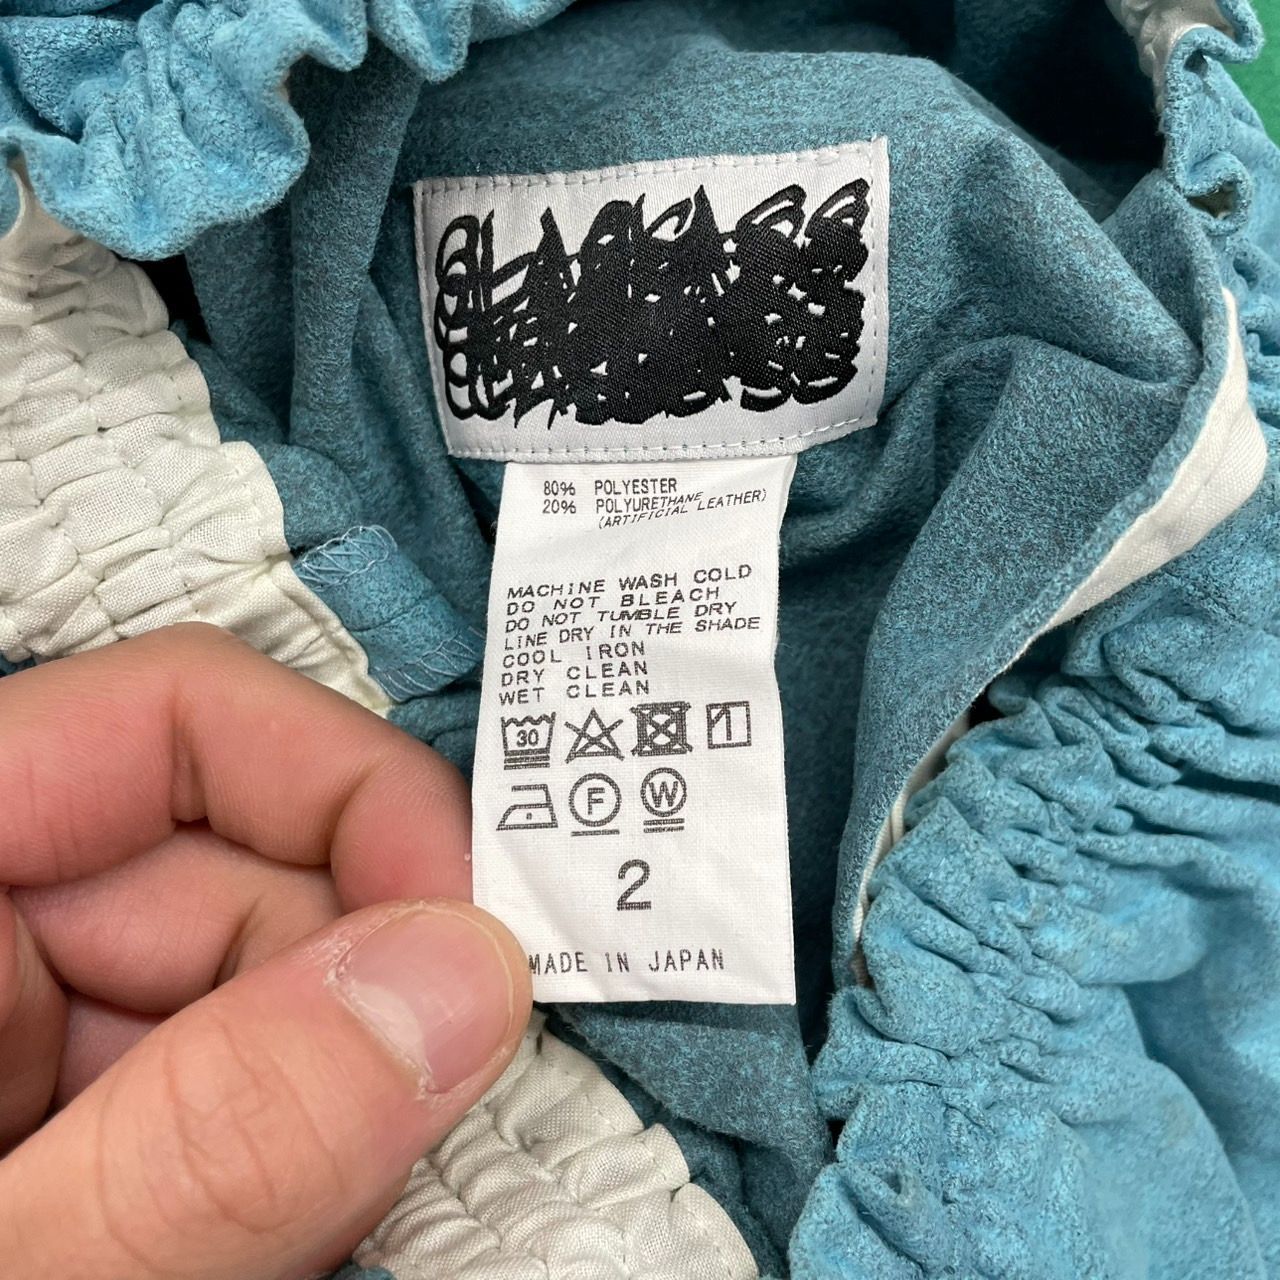 80% POLYESTER
20% POLYURETHANE
(ARTIFICIAL LEATHER)
MACHINE WASH COLD
DO NOT BLEACH
DO NOT TUMBLE DRY
LINE DRY IN THE SHADE
COOL IRON
DRY CLEAN
WET CLEAN
30
F W
2
MADE IN JAPAN